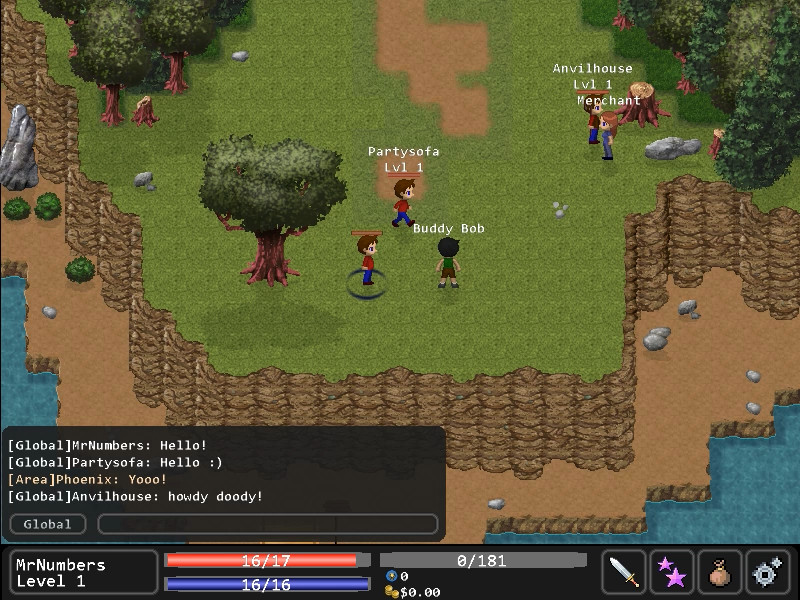 Anvilhouse
Lvl 1
Merchant
Partysofa
Lvl 1
Buddy Bob
[Global]MrNumbers: Hello!
[Global]Partysofa: Hello :)
[Area]Phoenix: Yooo!
[Global]Anvilhouse: howdy doody!
Global
MrNumbers
Level 1
16/17
16/16
0/181
0
$0.00